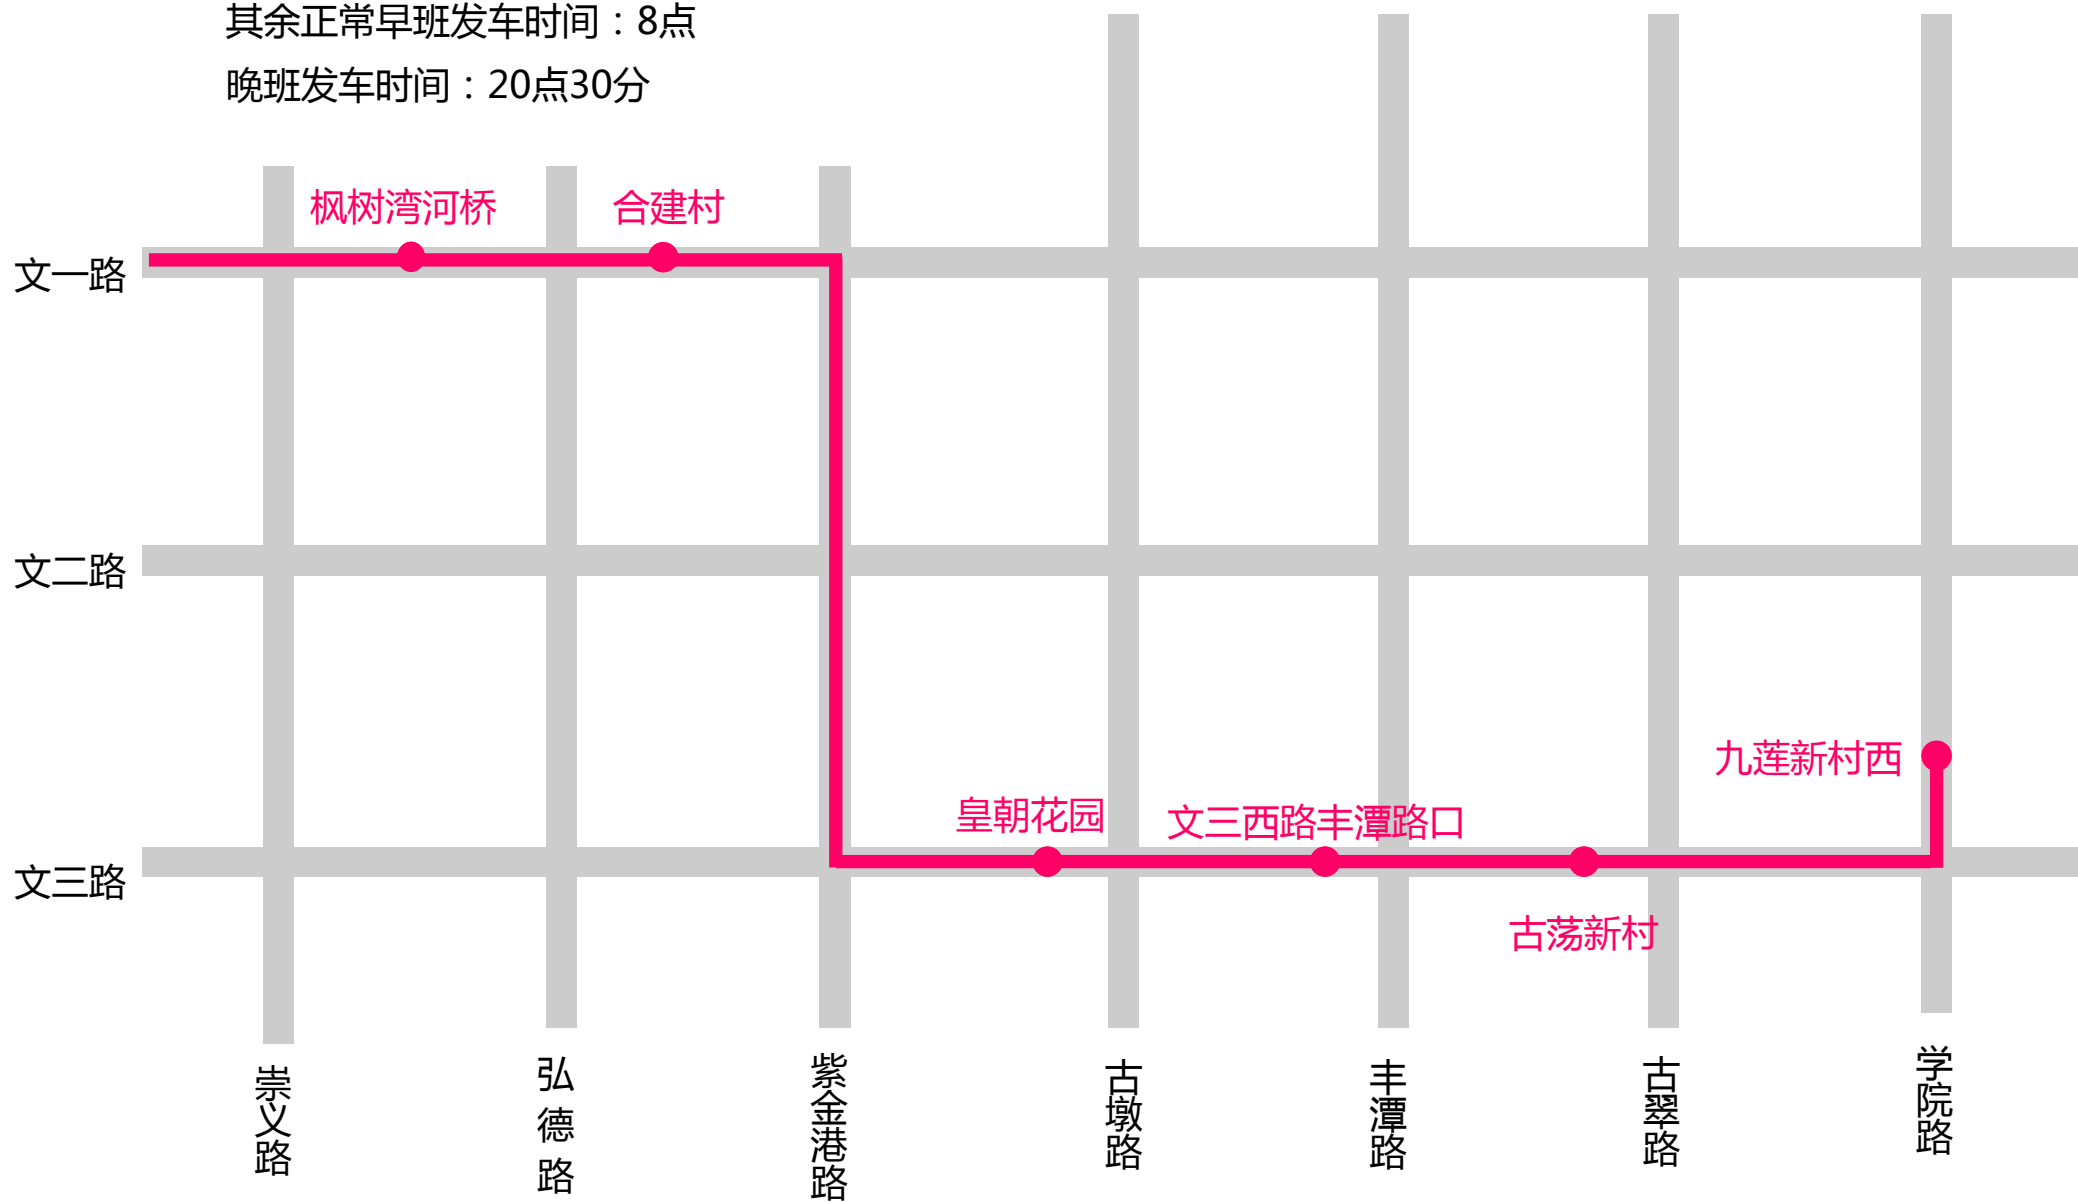 其余正常早班发车时间：8点
晚班发车时间：20点30分
枫树湾河桥
合建村
文一路
文二路
九莲新村西
皇朝花园
文三西路丰潭路口
文三路
古荡新村
崇义路
弘德路
紫金港路
古墩路
丰潭路
古翠路
学院路